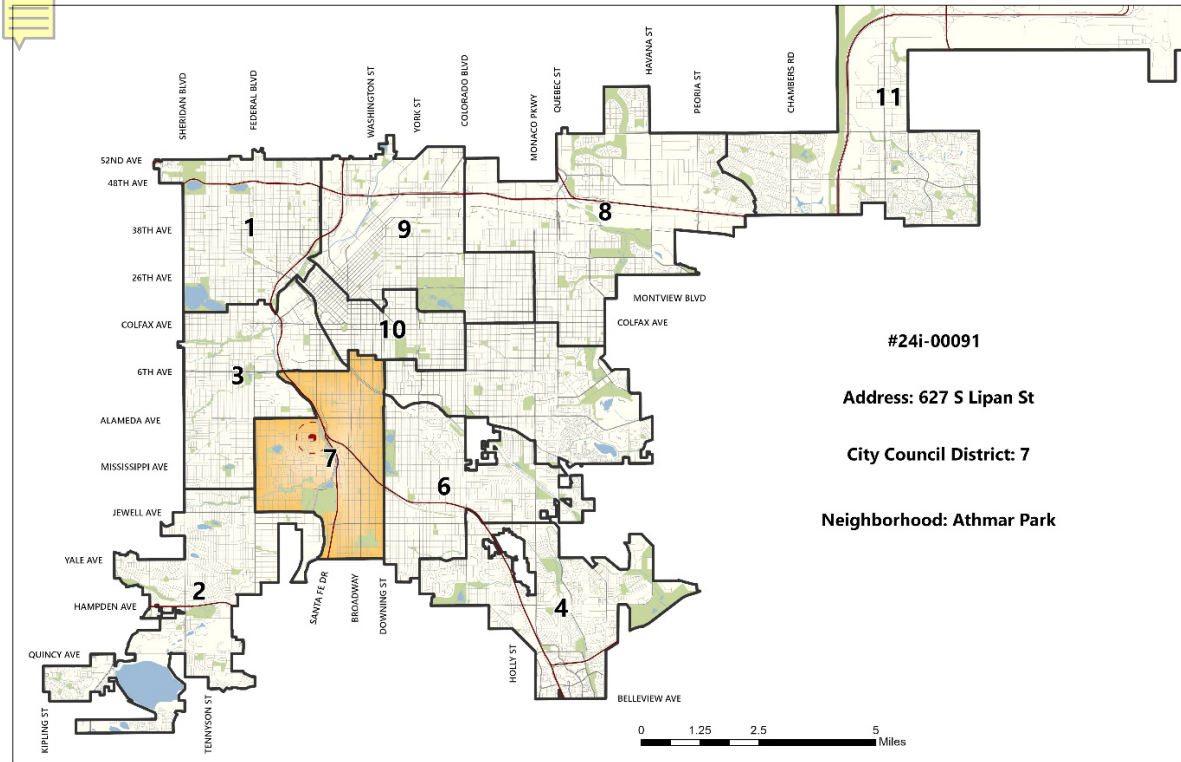 SHERIDAN BLVD
FEDERAL BLVD
WASHINGTON ST
YORK ST
COLORADO BLVD
MONACO PKWY
QUEBEC ST
HAVANA ST
PEORIA ST
CHAMBERS RD
11
52ND AVE
48TH AVE
1
9
8
38TH AVE
26TH AVE
MONTVIEW BLVD
COLFAX AVE
10
COLFAX AVE
#24i-00091
6TH AVE
3
Address: 627 S Lipan St
ALAMEDA AVE
7
City Council District: 7
MISSISSIPPI AVE
6
JEWELL AVE
Neighborhood: Athmar Park
YALE AVE
2
HAMPDEN AVE
SANTA FE DR
BROADWAY
DOWNING ST
4
QUINCY AVE
HOLLY ST
BELLEVIEW AVE
KIPLING ST
TENNYSON ST
0 1.25 2.5 5
Miles